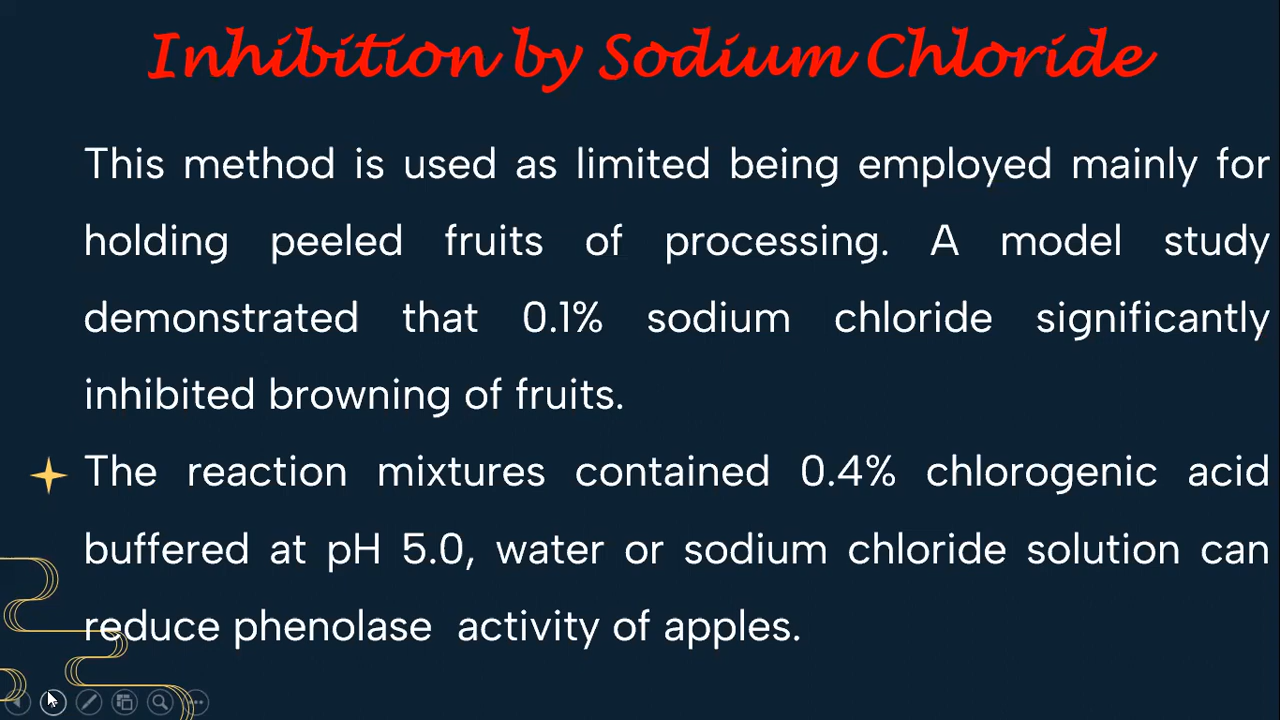 Inhibition by Sodium Chloride
This method is used as limited being employed mainly for
holding peeled fruits of processing. A model study
demonstrated that 0.1% sodium chloride significantly
inhibited browning of fruits.
The reaction mixtures contained 0.4% chlorogenic acid
buffered at pH 5.0, water or sodium chloride solution can
reduce phenolase activity of apples.